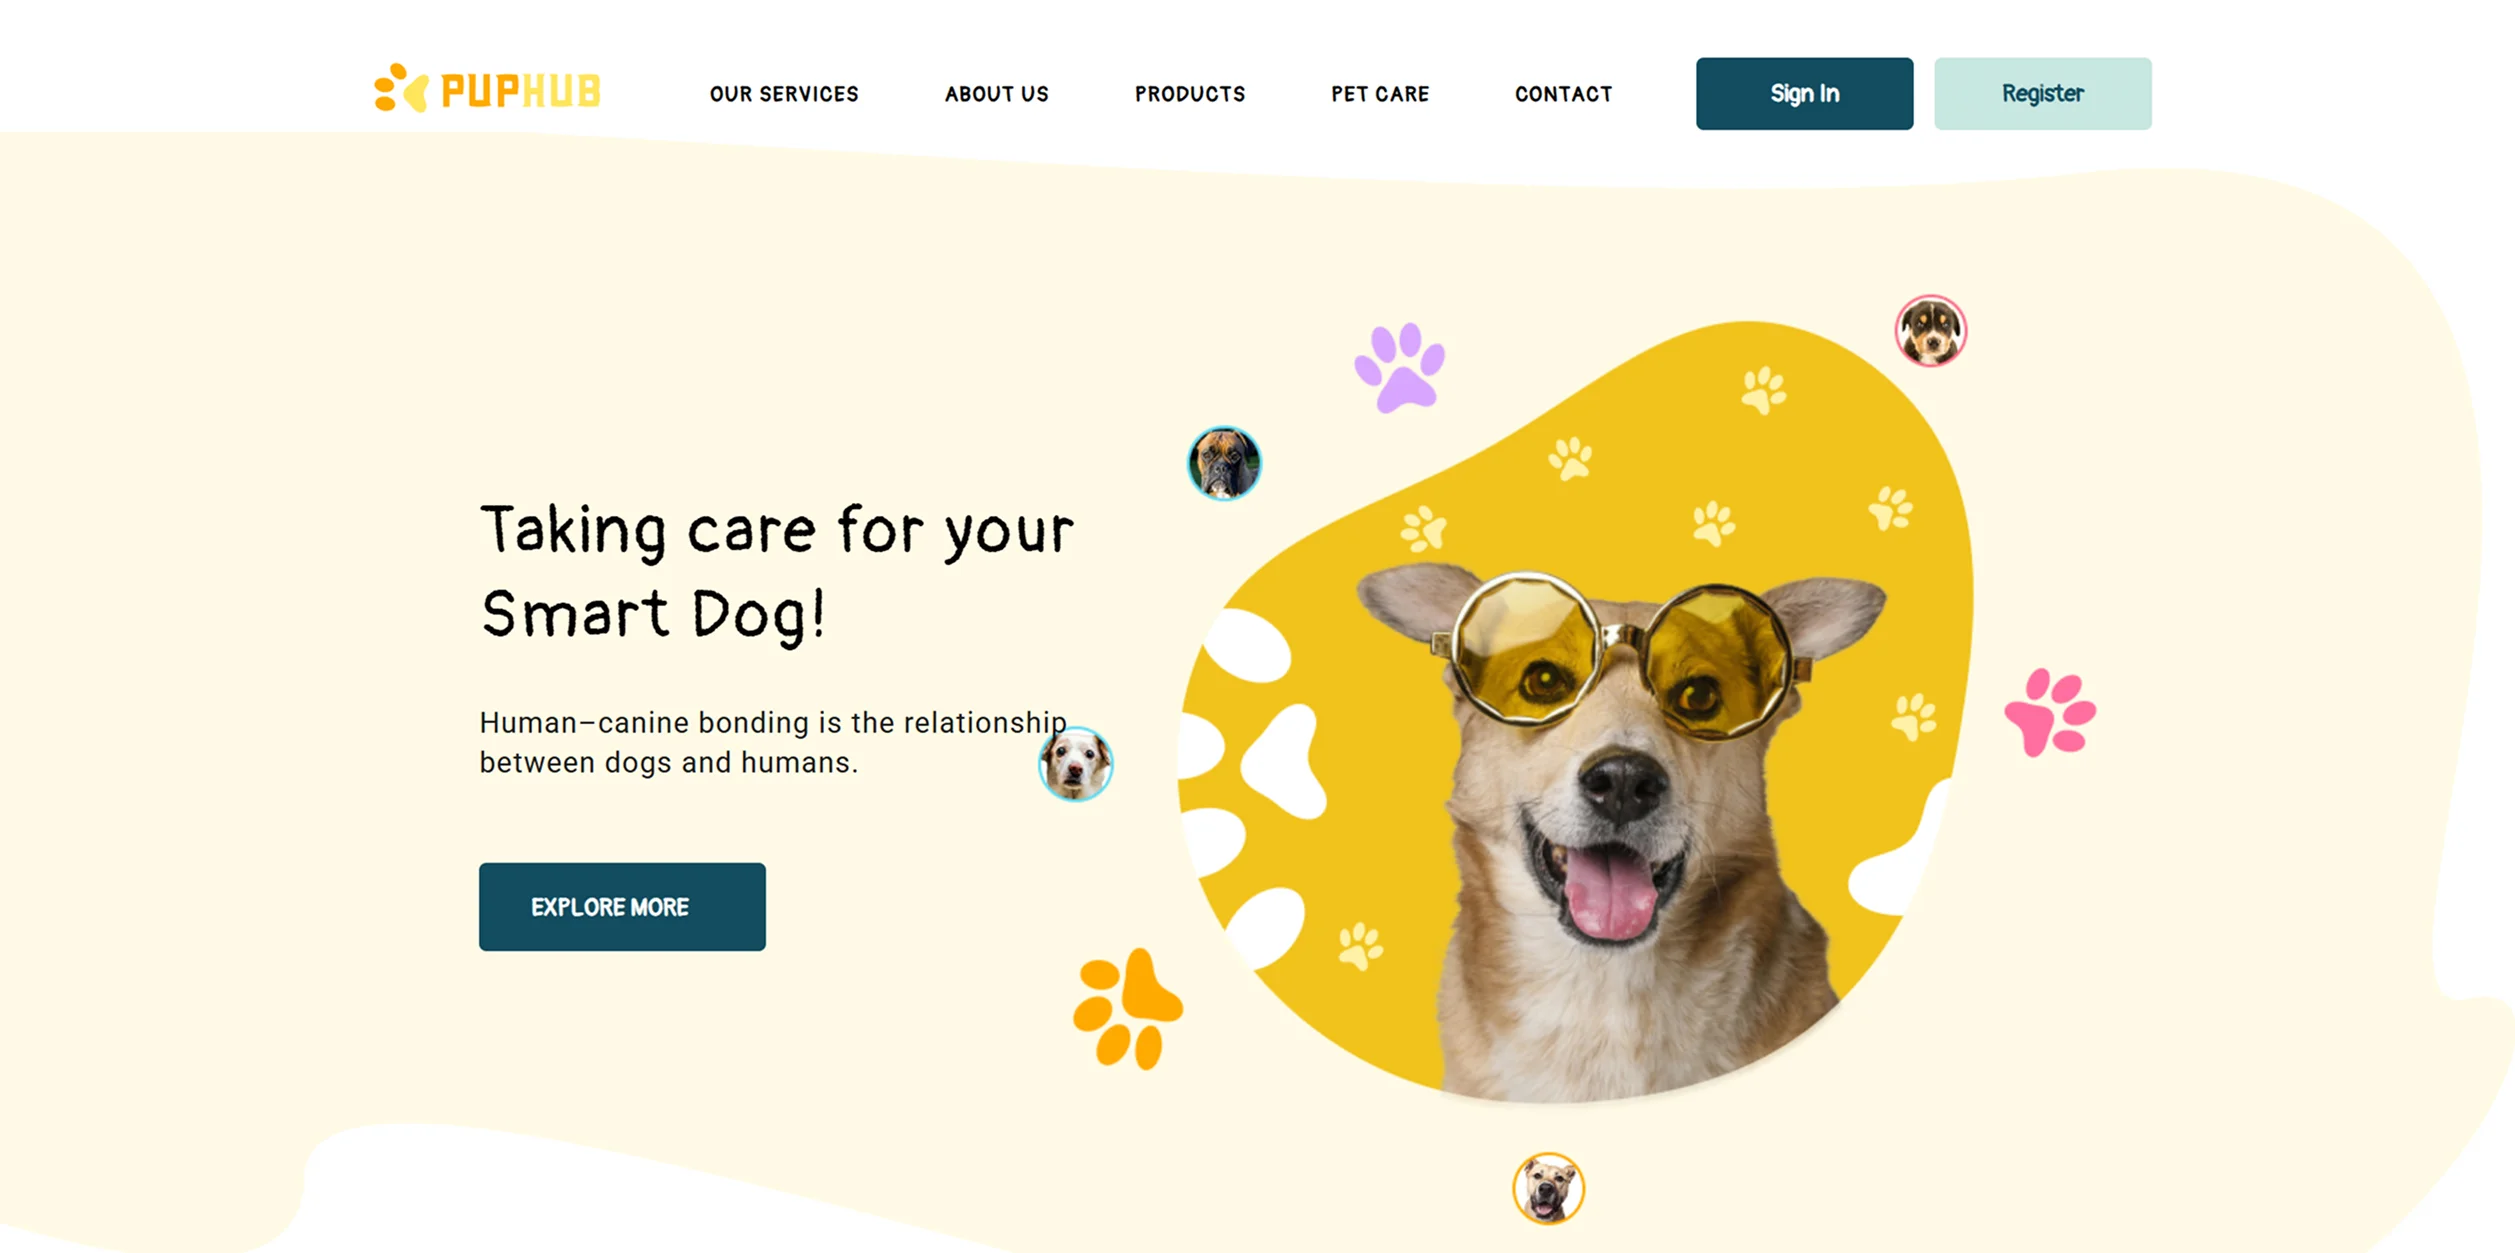 PUPHUB
OUR SERVICES
ABOUT US
PRODUCTS
PET CARE
CONTACT
Sign In
Register
Taking care for your
Smart Dog!
Human–canine bonding is the relationship
between dogs and humans.
EXPLORE MORE